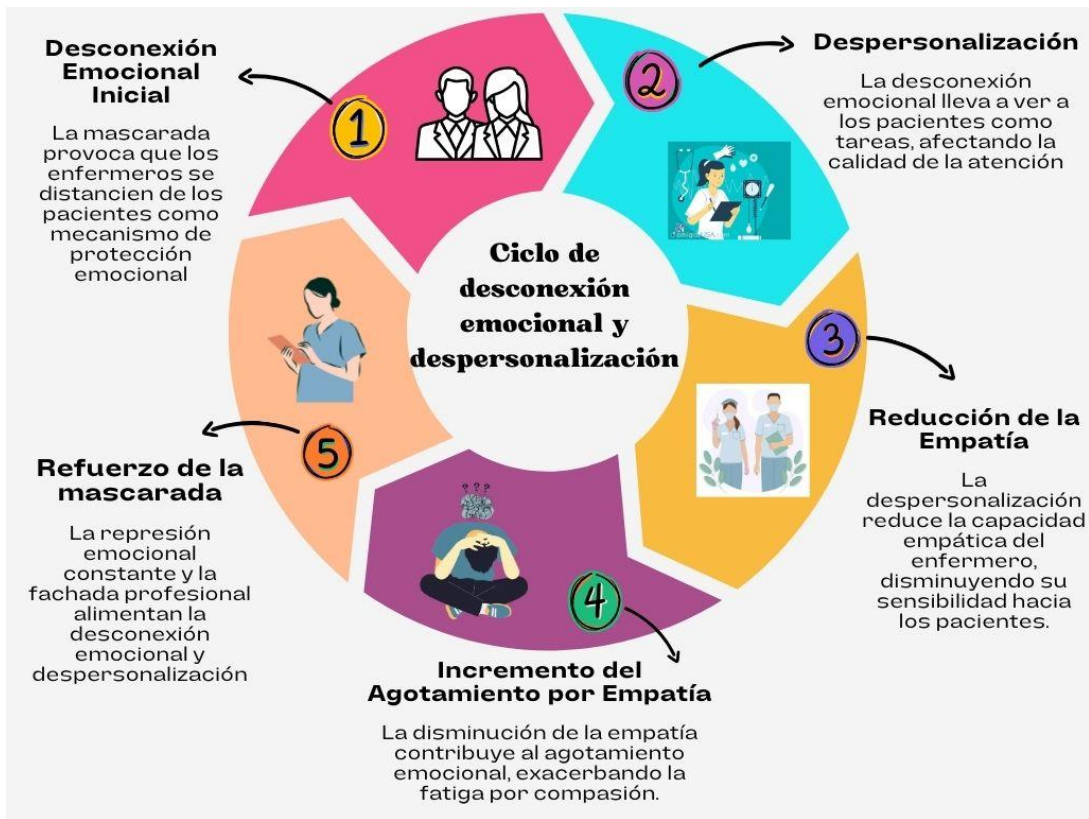 Ciclo de
desconexión
emocional y
despersonalización
1
Desconexión
Emocional
Inicial
La mascarada
provoca que los
enfermeros se
distancien de los
pacientes como
mecanismo de
protección
emocional
2
Despersonalización
La desconexión
emocional lleva a ver a
los pacientes como
tareas, afectando la
calidad de la atención
3
Reducción de la
Empatía
La
despersonalización
reduce la capacidad
empática del
enfermero,
disminuyendo su
sensibilidad hacia
los pacientes.
4
???
Incremento del
Agotamiento por Empatía
La disminución de la empatía
contribuye al agotamiento
emocional, exacerbando la
fatiga por compasión.
5
Refuerzo de la
mascarada
La represión
emocional
constante y la
fachada profesional
alimentan la
desconexión
emocional y
despersonalización